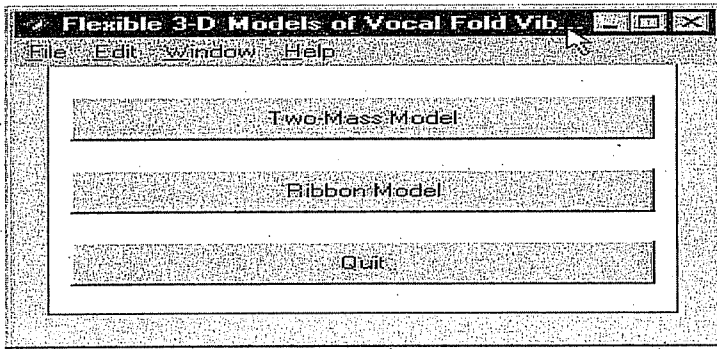 Flexible 3-D Models of Vocal Fold Vib...
File Edit Window Help
Two-Mass Model
Ribbon Model
Quit